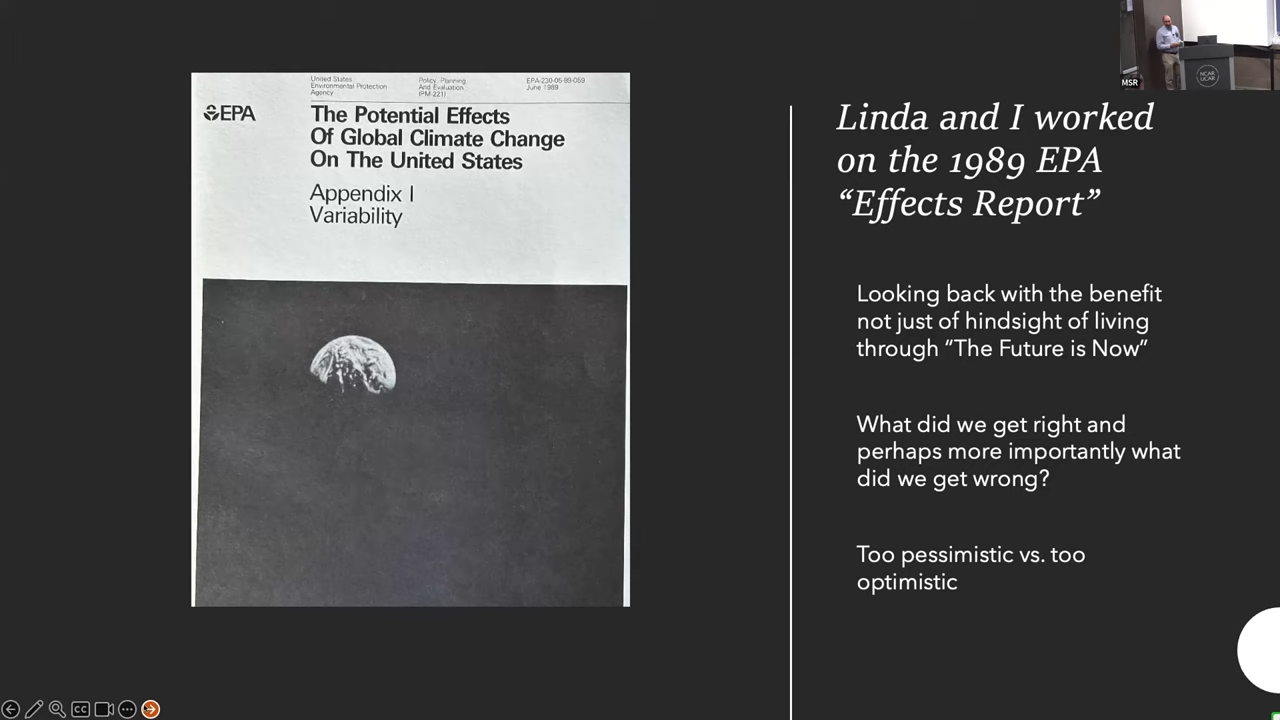 United States
Environmental Protection
Agency
Policy, Planning,
And Evaluation
(PM-221)
EPA-230-05-89-059
June 1989
EPA
The Potential Effects
Of Global Climate Change
On The United States
Appendix I
Variability
MSR
NCAR
UCAR
Linda and I worked
on the 1989 EPA
“Effects Report”
Looking back with the benefit
not just of hindsight of living
through “The Future is Now”
What did we get right and
perhaps more importantly what
did we get wrong?
Too pessimistic vs. too
optimistic
CC